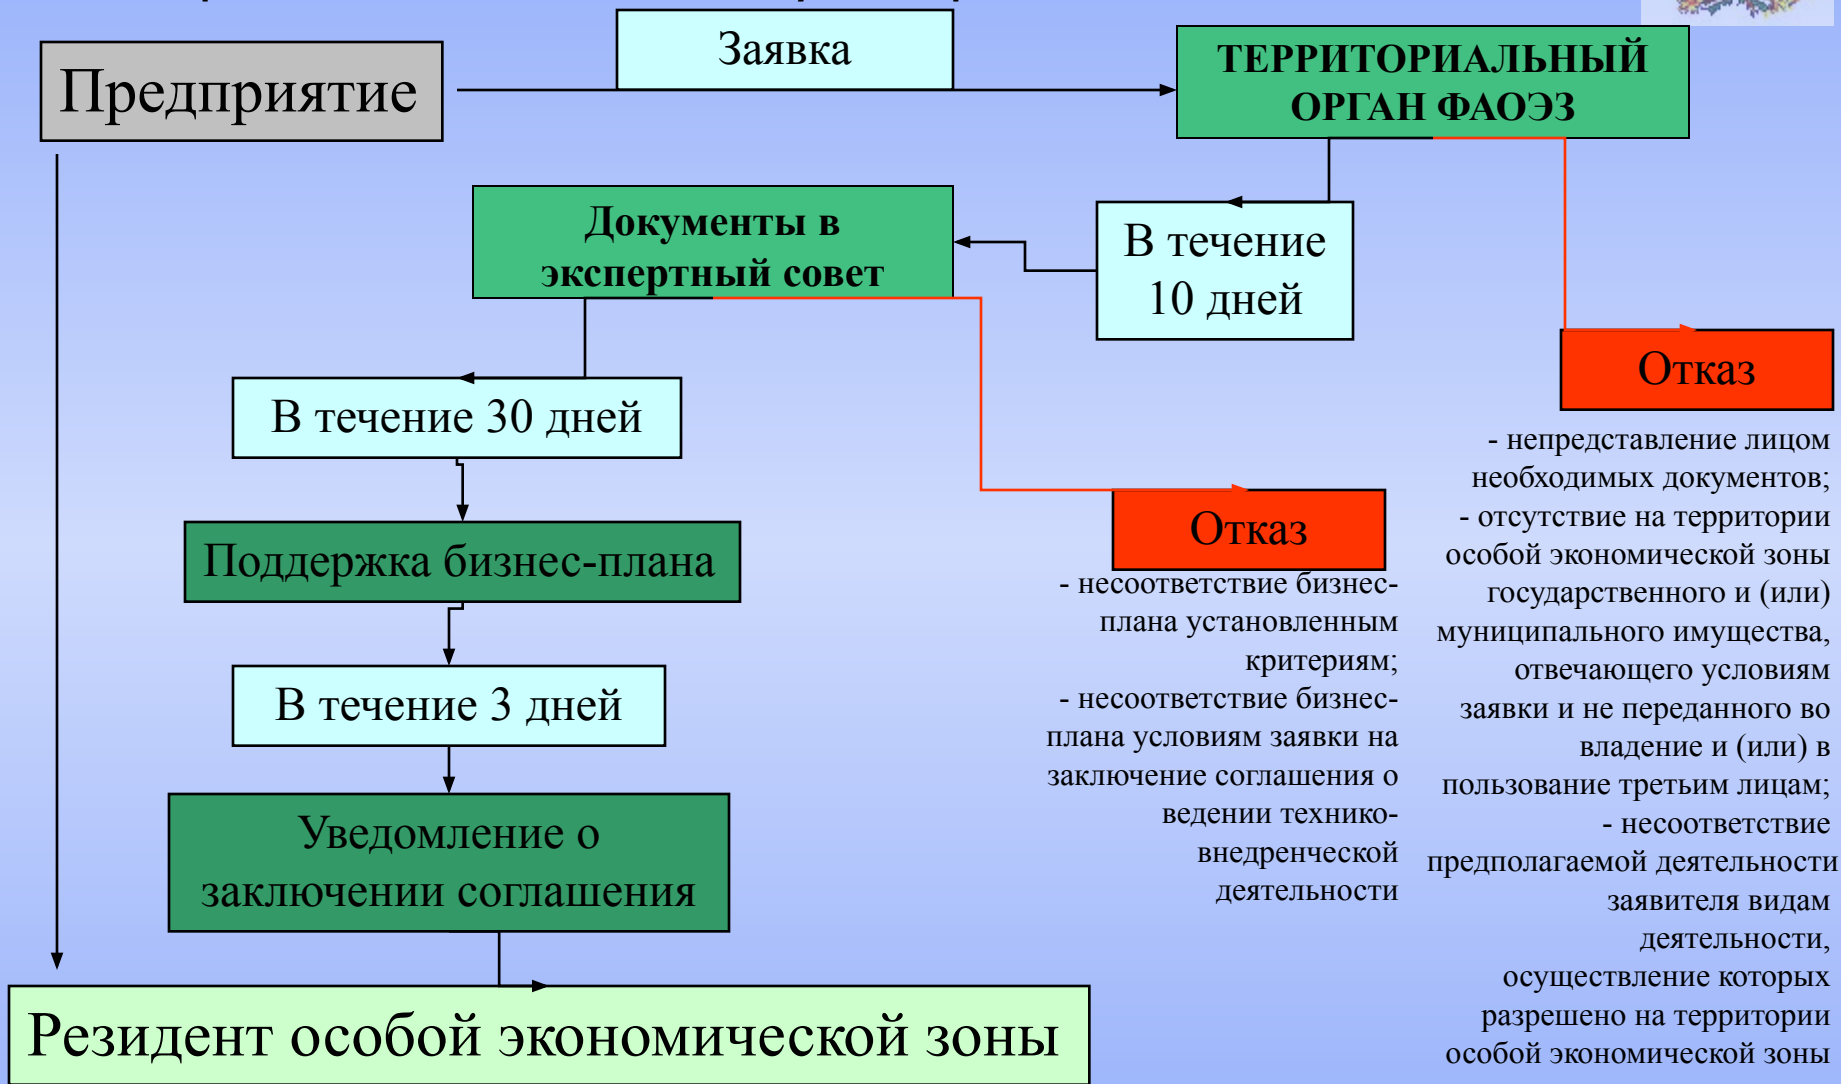 Предприятие
Заявка
ТЕРРИТОРИАЛЬНЫЙ
ОРГАН ФАОЭЗ
Документы в
экспертный совет
В течение
10 дней
Отказ
- непредставление лицом
необходимых документов;
- отсутствие на территории
особой экономической зоны
государственного и (или)
муниципального имущества,
отвечающего условиям
заявки и не переданного во
владение и (или) в
пользование третьим лицам;
- несоответствие
предполагаемой деятельности
заявителя видам
деятельности,
осуществление которых
разрешено на территории
особой экономической зоны
В течение 30 дней
Отказ
- несоответствие бизнес-
плана установленным
критериям;
- несоответствие бизнес-
плана условиям заявки на
заключение соглашения о
ведении технико-
внедренческой
деятельности
Поддержка бизнес-плана
В течение 3 дней
Уведомление о
заключении соглашения
Резидент особой экономической зоны